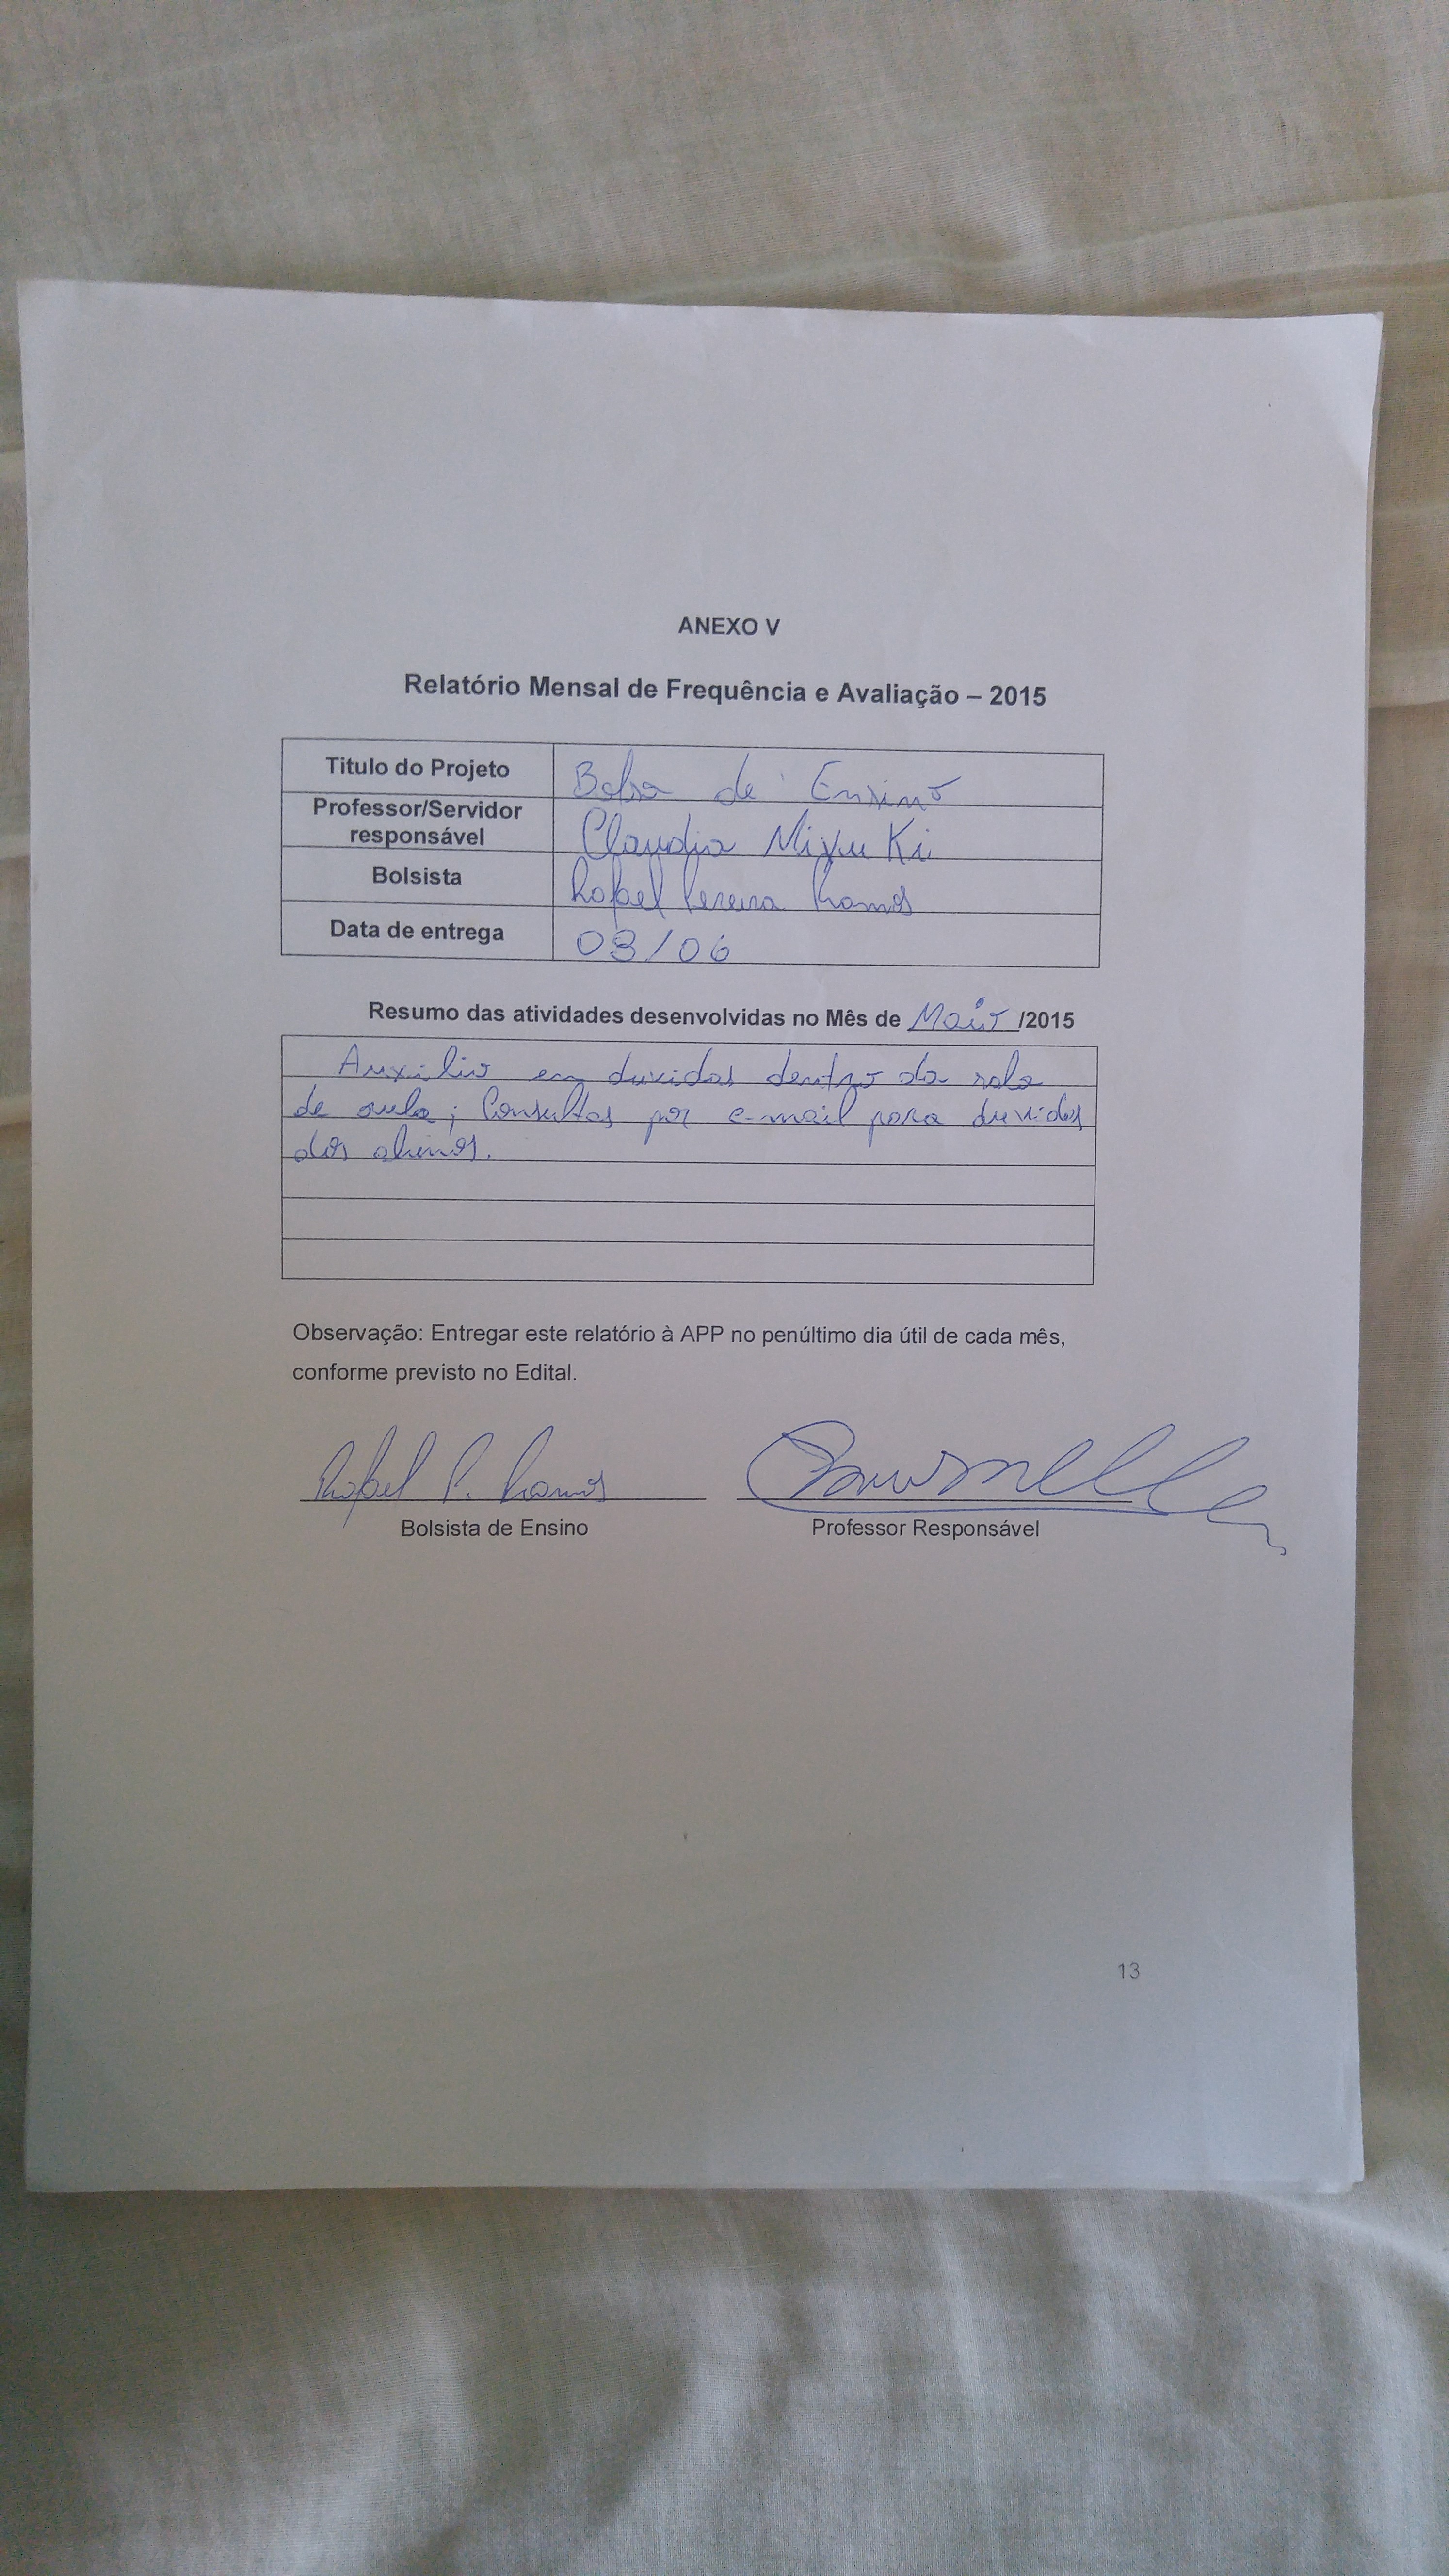 ANEXO V
Relatório Mensal de Frequência e Avaliação – 2015
Titulo do Projeto Bolsa de Ensino
Professor/Servidor responsável Claudia Miyuki
Bolsista Rafael Pereira Ramos
Data de entrega 03/06
Resumo das atividades desenvolvidas no Mês de Maio/2015
Auxilio em duvidas dentro da sala
de aula; Consultas por e-mail para duvidas
dos alunos.
Observação: Entregar este relatório à APP no penúltimo dia útil de cada mês,
conforme previsto no Edital.
Rafael P. Ramos
Bolsista de Ensino Professor Responsável
13